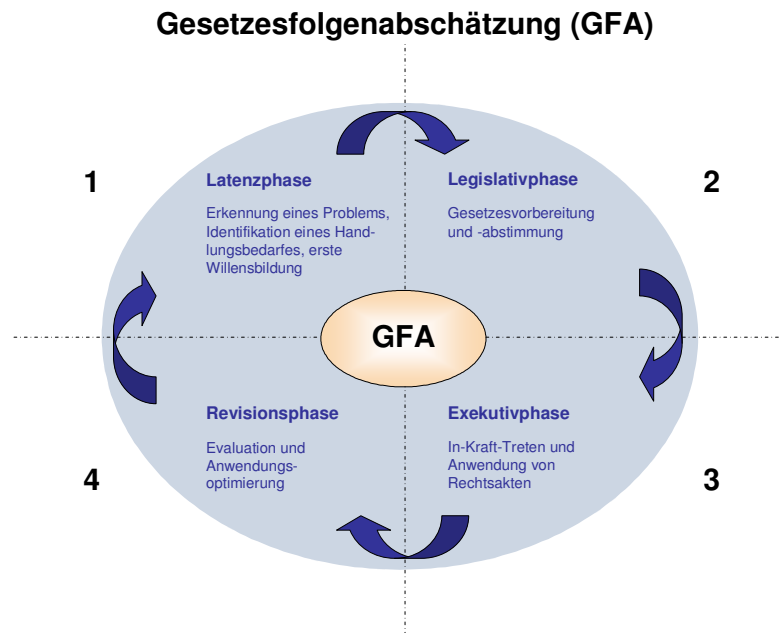 Gesetzesfolgenabschätzung (GFA)
1
Latenzphase
Erkennung eines Problems,
Identifikation eines Hand-
lungsbedarfes, erste
Willensbildung
Legislativphase
Gesetzesvorbereitung
und -abstimmung
2
GFA
Revisionsphase
Evaluation und
Anwendungs-
optimierung
4
Exekutivphase
In-Kraft-Treten und
Anwendung von
Rechtsakten
3